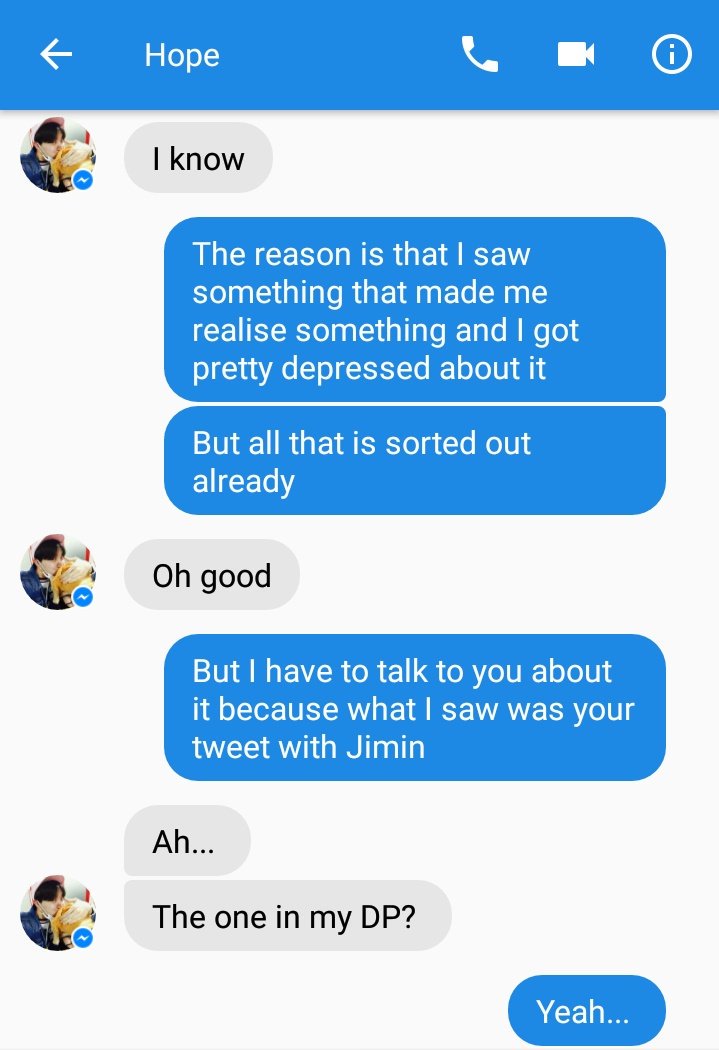 Hope
I know
The reason is that I saw
something that made me
realise something and I got
pretty depressed about it
But all that is sorted out
already
Oh good
But I have to talk to you about
it because what I saw was your
tweet with Jimin
Ah...
The one in my DP?
Yeah...